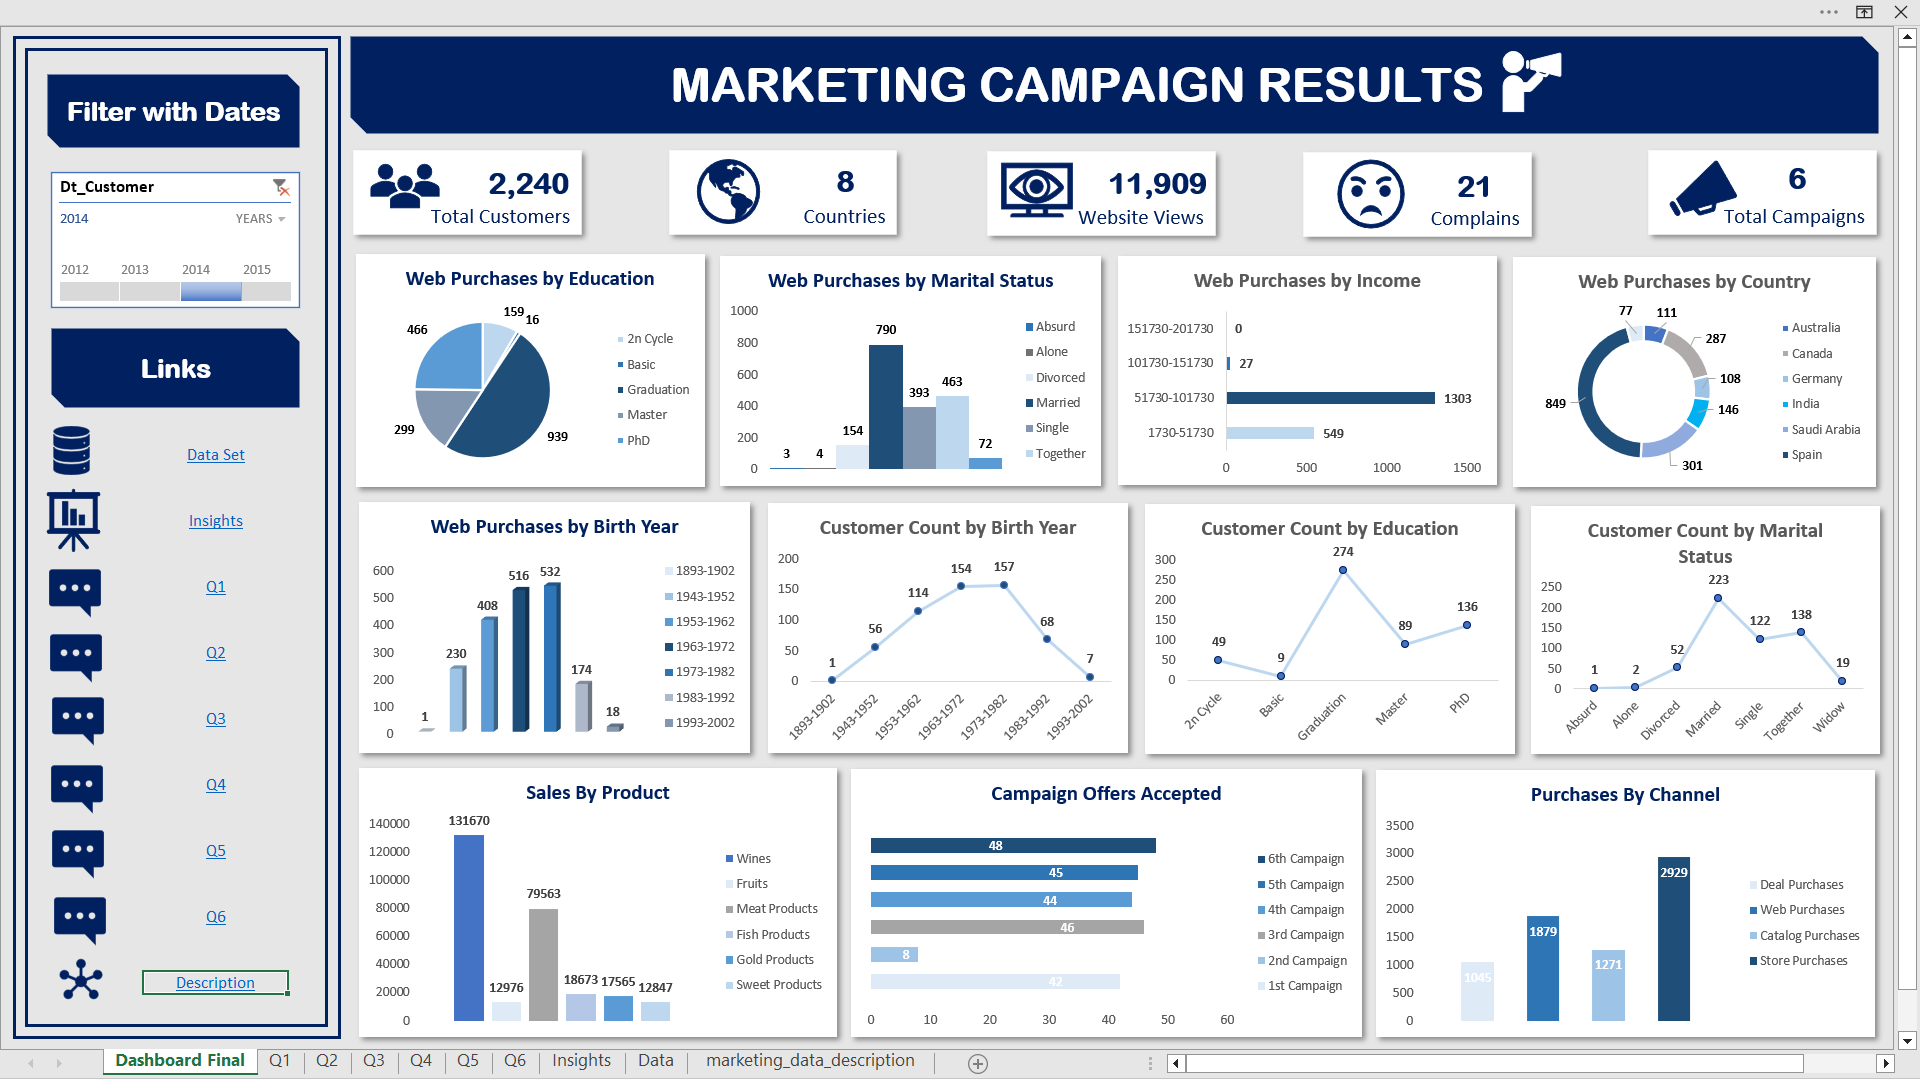 MARKETING CAMPAIGN RESULTS
Filter with Dates
Dt_Customer
2014
YEARS
2012 2013 2014 2015
Links
Data Set
Insights
Q1
Q2
Q3
Q4
Q5
Q6
Description
2,240
Total Customers
8
Countries
11,909
Website Views
21
Complains
6
Total Campaigns
Web Purchases by Education
159
16
466
299
939
2n Cycle
Basic
Graduation
Master
PhD
Web Purchases by Marital Status
1000
800
600
400
200
0
3
4
154
790
393
463
72
Absurd
Alone
Divorced
Married
Single
Together
Web Purchases by Income
151730-201730 0
101730-151730 27
51730-101730 1303
1730-51730 549
0 500 1000 1500
Web Purchases by Country
77
111
287
108
146
301
849
Australia
Canada
Germany
India
Saudi Arabia
Spain
Web Purchases by Birth Year
600
500
400
300
200
100
0
1
230
408
516
532
174
18
1893-1902
1943-1952
1953-1962
1963-1972
1973-1982
1983-1992
1993-2002
Customer Count by Birth Year
200
150
100
50
0
1
56
114
154
157
68
7
1893-1902
1943-1952
1953-1962
1963-1972
1973-1982
1983-1992
1993-2002
Customer Count by Education
300
250
200
150
100
50
0
49
9
274
89
136
2n Cycle
Basic
Graduation
Master
PhD
Customer Count by Marital
Status
250
200
150
100
50
0
1
2
52
223
122
138
19
Absurd
Alone
Divorced
Married
Single
Together
Widow
Sales By Product
140000
120000
100000
80000
60000
40000
20000
0
131670
12976
79563
18673
17565
12847
Wines
Fruits
Meat Products
Fish Products
Gold Products
Sweet Products
Campaign Offers Accepted
48
45
44
46
8
42
0 10 20 30 40 50 60
6th Campaign
5th Campaign
4th Campaign
3rd Campaign
2nd Campaign
1st Campaign
Purchases By Channel
3500
3000
2500
2000
1500
1000
500
0
1045
1879
1271
2929
Deal Purchases
Web Purchases
Catalog Purchases
Store Purchases
Dashboard Final Q1 Q2 Q3 Q4 Q5 Q6 Insights Data marketing_data_description